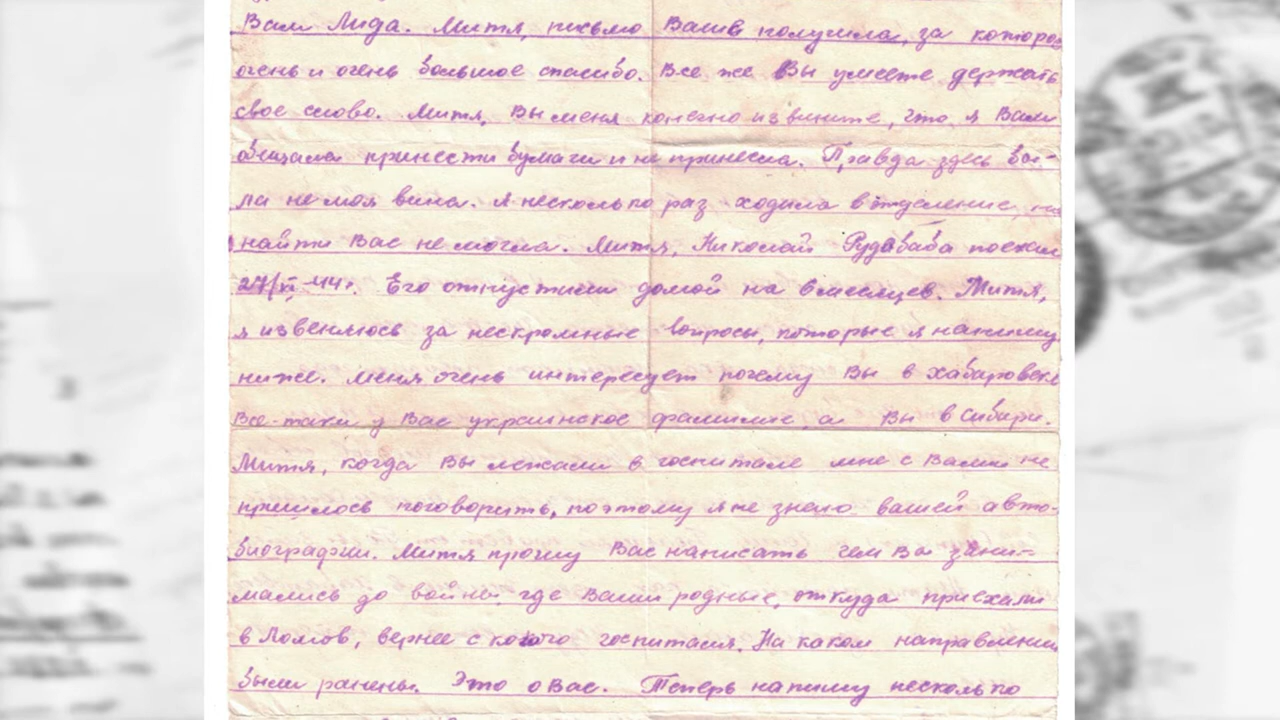 Вам Лида. Митя, письмо Ваше получила, за которое
очень и очень большое спасибо. Все же Вы умеете держать
свое слово. Митя, Вы меня конечно извините, что я Вам
обещала принести бумаги и не принесла. Правда здесь бы-
ла не моя вина. Я несколько раз ходила в отделение, но
найти Вас не могла. Митя, Николай Рудобаба поехал
27/XI-44г. Его отпустили домой на 6 месяцев. Митя,
я извеняюсь за нескромные вопросы, которые я напишу
ниже. Меня очень интересует почему Вы в Хабаровске
Все-таки у Вас украинское фамилие, а Вы в Сибири.
Митя, когда Вы лежали в госпитале мне с Вами не
пришлось поговорить, поэтому я не знаю вашей авто-
биографии. Митя прошу Вас написать чем Ва зани-
мались до войны, где Ваши родные, откуда приехали
в Ломов, вернее с какого госпиталя. На каком направлении
были ранены. Это о Вас. Теперь напишу несколько